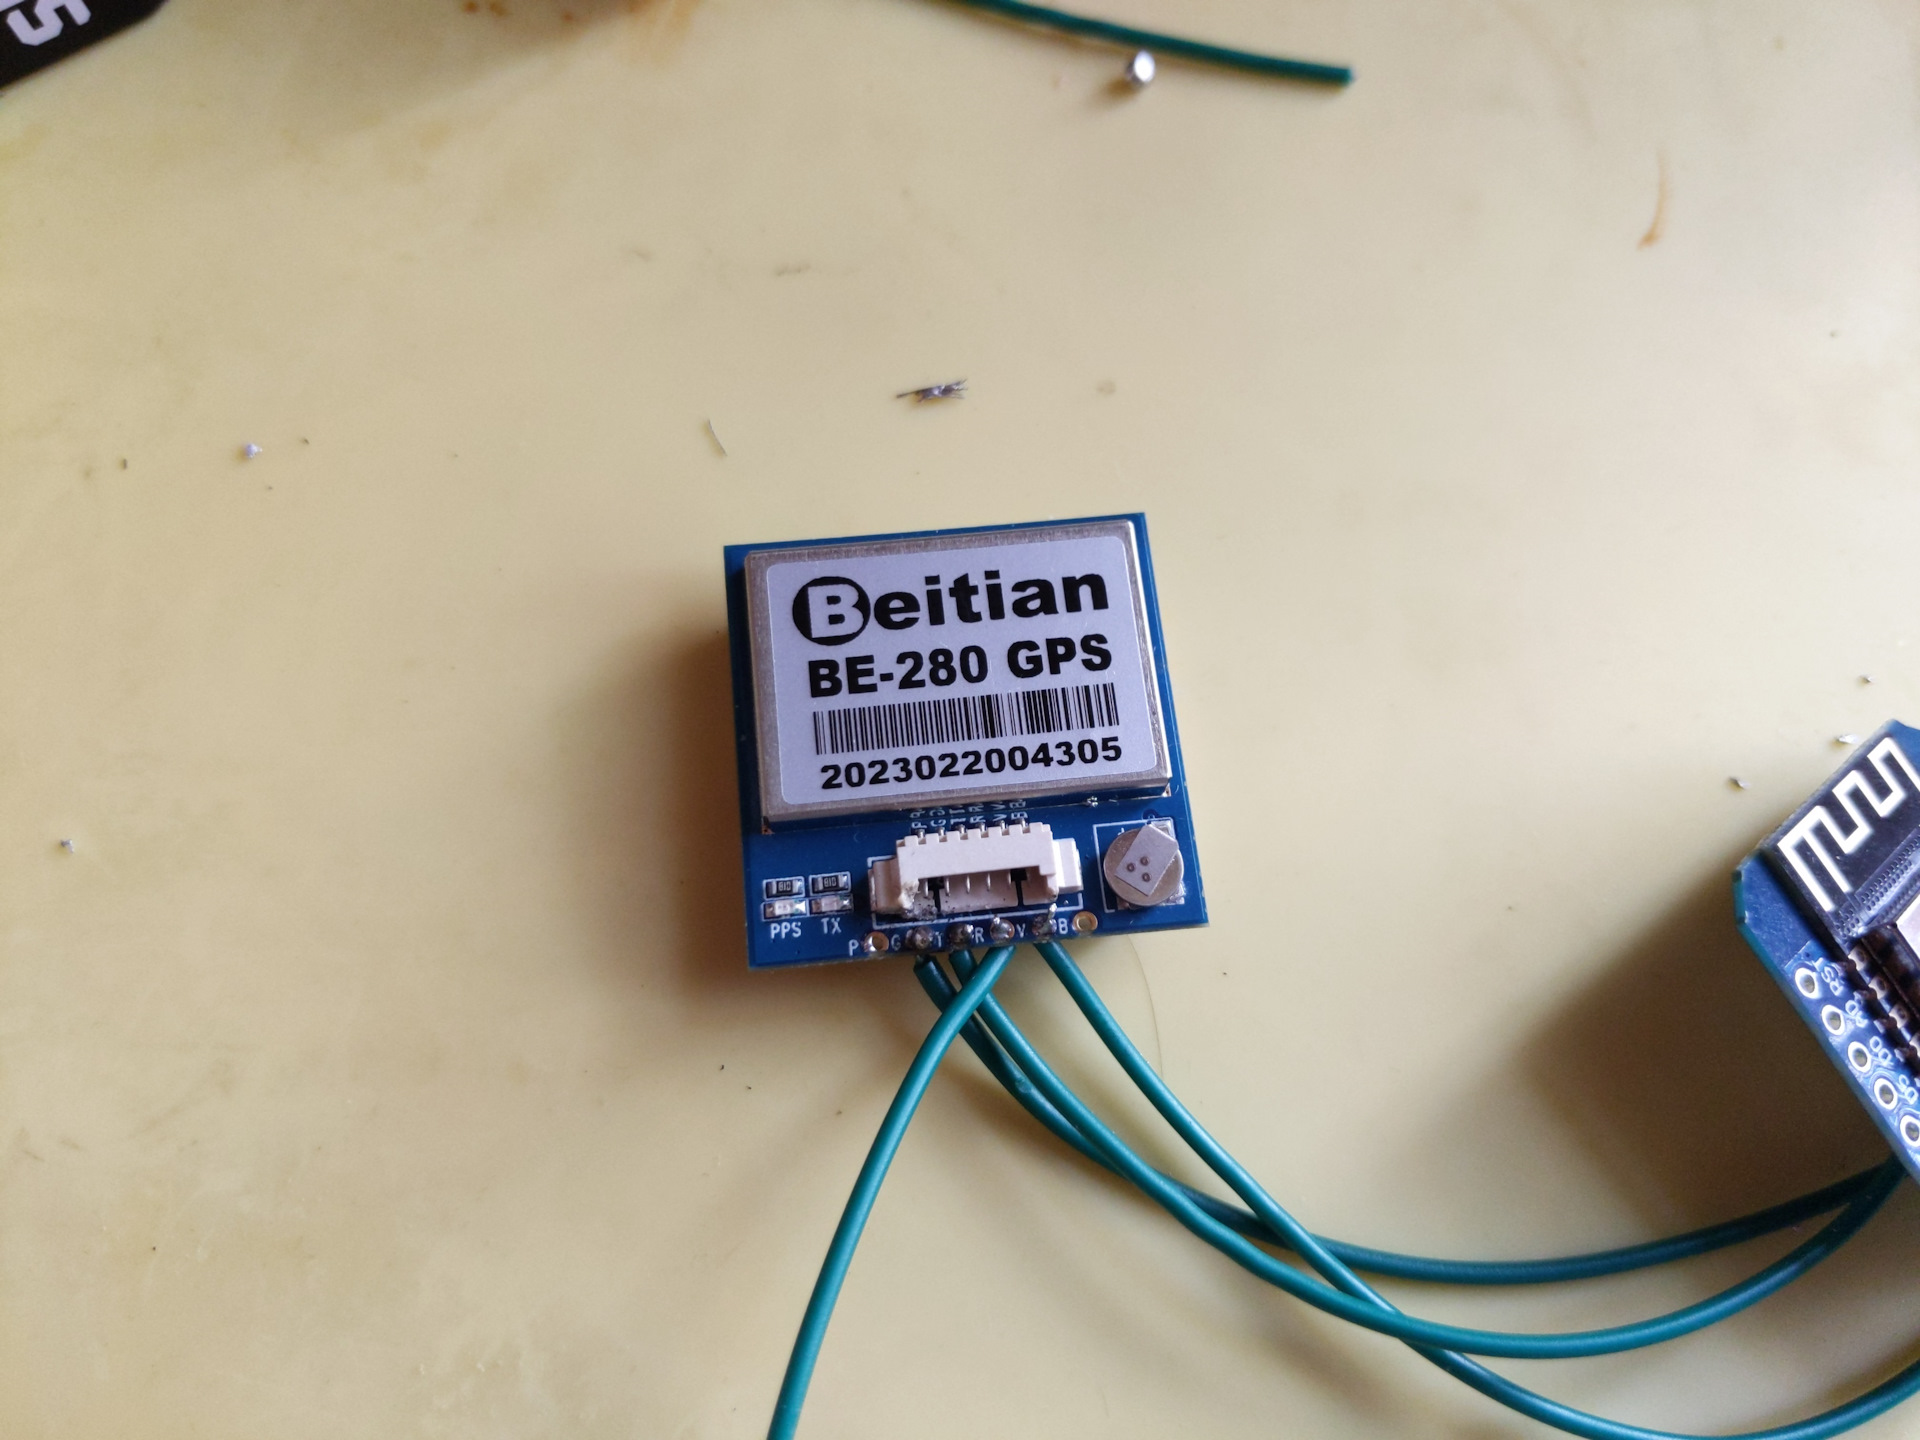 Beitian
BE-280 GPS
2023022004305
PPS TX
P G T R V B